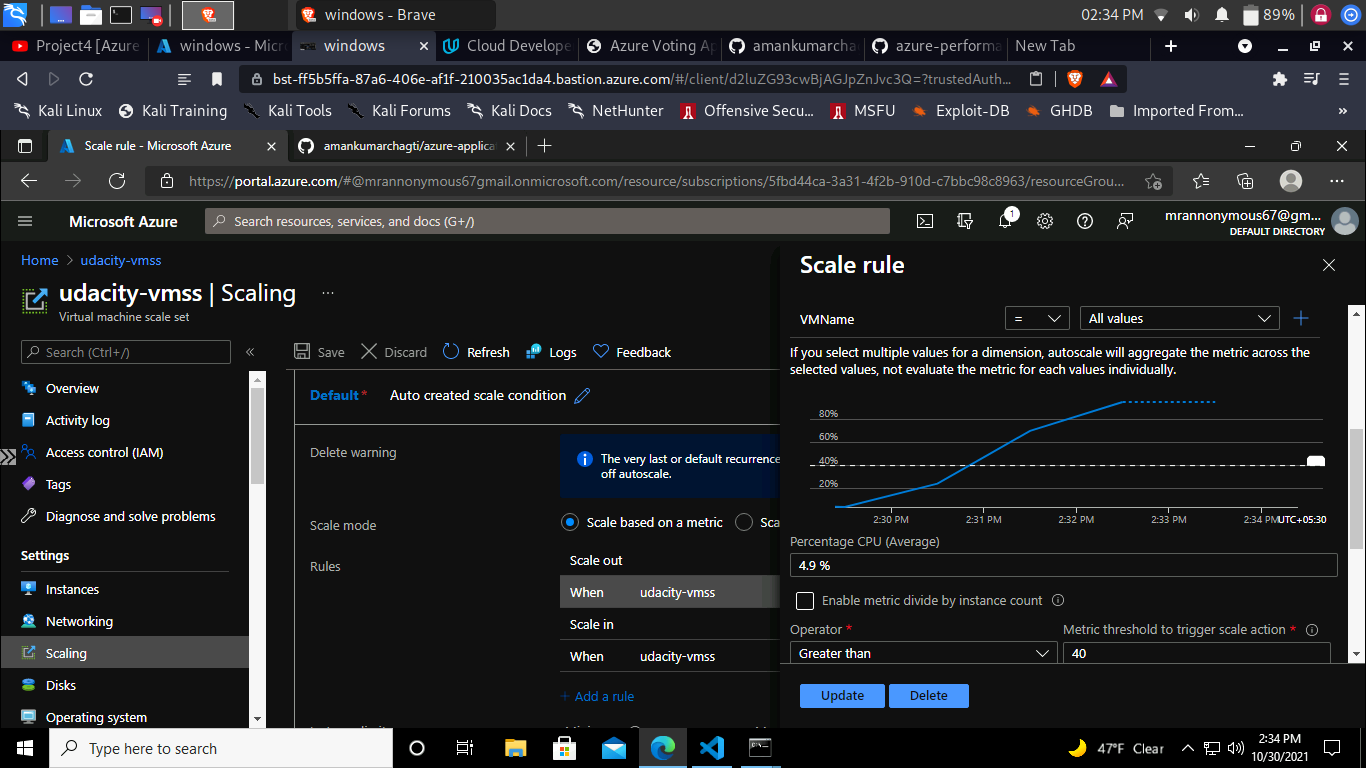 windows - Brave
02:34 PM
89%
Project4 [Azure
windows - Micr
windows
Cloud Develope
Azure Voting Ap
amankumarcha
azure-performa
New Tab
bst-ff5b5ffa-87a6-406e-af1f-210035ac1da4.bastion.azure.com/#/client/d2luZG93cwBjAGJpZnJvc3Q=?trustedAuth...
Kali Linux
Kali Training
Kali Tools
Kali Forums
Kali Docs
NetHunter
Offensive Secu...
MSFU
Exploit-DB
GHDB
Imported From...
»
Scale rule - Microsoft Azure
amankumarchagti/azure-applica
https://portal.azure.com/#@mrannonymous67gmail.onmicrosoft.com/resource/subscriptions/5fbd44ca-3a31-4f2b-910d-c7bbc98c8963/resourceGrou...
Microsoft Azure
Search resources, services, and docs (G+/)
1
mrannonymous67@gm...
DEFAULT DIRECTORY
Home > udacity-vmss
udacity-vmss | Scaling
...
Virtual machine scale set
Search (Ctrl+/)
«
Overview
Activity log
Access control (IAM)
Tags
Diagnose and solve problems
Settings
Instances
Networking
Scaling
Disks
Operating system
Save
Discard
Refresh
Logs
Feedback
Default *
Auto created scale condition
Delete warning
The very last or default recurrence
off autoscale.
Scale mode
Scale based on a metric
Sca
Rules
Scale out
When udacity-vmss
Scale in
When udacity-vmss
+ Add a rule
Scale rule
VMName
=
All values
If you select multiple values for a dimension, autoscale will aggregate the metric across the
selected values, not evaluate the metric for each values individually.
80%
60%
40%
20%
2:30 PM
2:31 PM
2:32 PM
2:33 PM
2:34 PM
UTC+05:30
Percentage CPU (Average)
4.9 %
Enable metric divide by instance count
Operator *
Greater than
Metric threshold to trigger scale action *
40
Update
Delete
Type here to search
47°F Clear
2:34 PM
10/30/2021